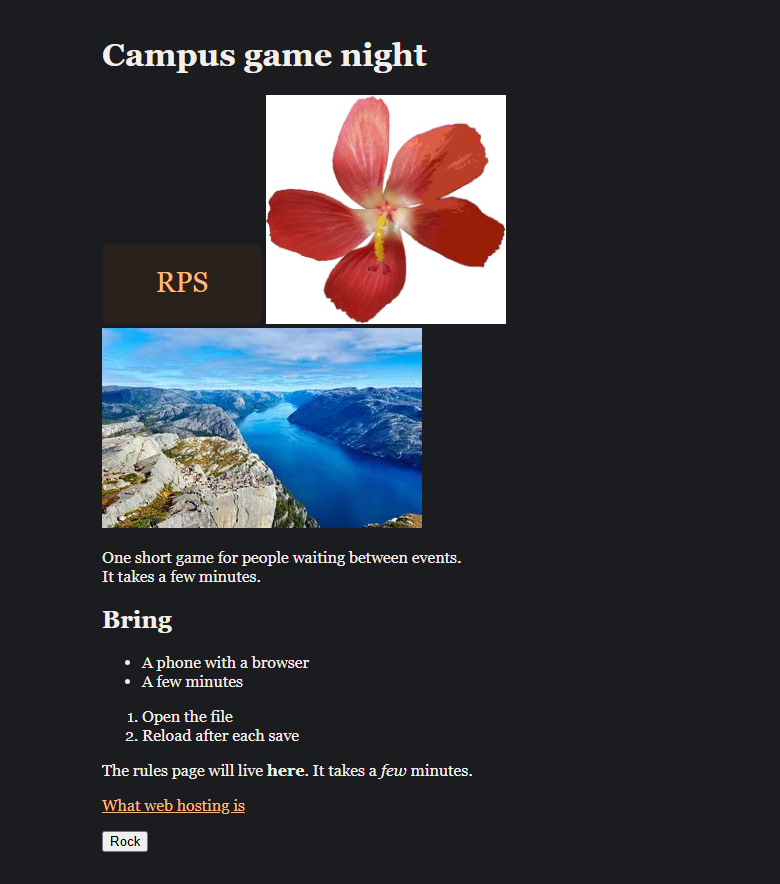 Campus game night
RPS
One short game for people waiting between events.
It takes a few minutes.
Bring
• A phone with a browser
• A few minutes
1. Open the file
2. Reload after each save
The rules page will live here. It takes a few minutes.
What web hosting is
Rock